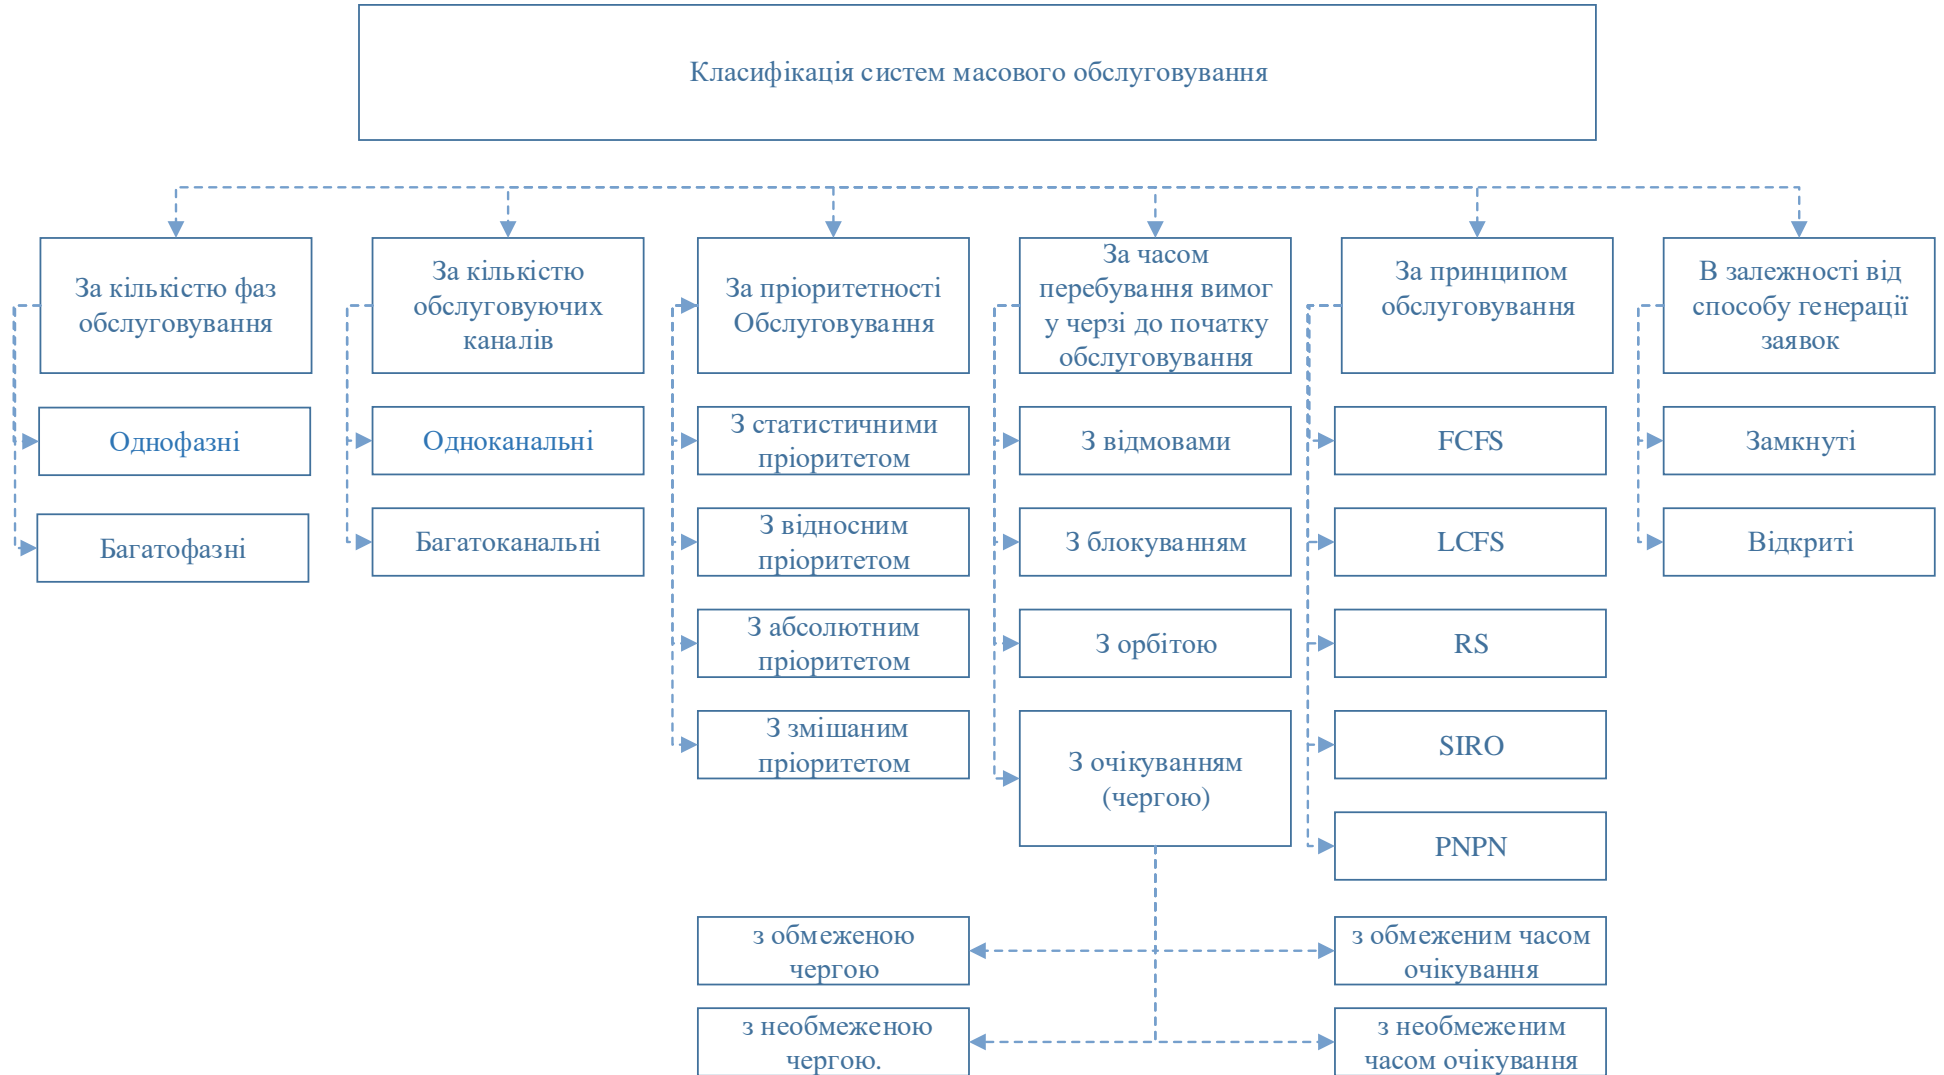 Класифікація систем масового обслуговування
За кількістю фаз
обслуговування
Однофазні
Багатофазні
За кількістю
обслуговуючих
каналів
Одноканальні
Багатоканальні
За пріоритетності
Обслуговування
З статистичними
пріоритетом
З відносним
пріоритетом
З абсолютним
пріоритетом
З змішаним
пріоритетом
За часом
перебування вимог
у черзі до початку
обслуговування
З відмовами
З блокуванням
З орбітою
З очікуванням
(чергою)
з обмеженою
чергою
з обмеженим часом
очікування
з необмеженою
чергою.
з необмеженим
часом очікування
За принципом
обслуговування
FCFS
LCFS
RS
SIRO
PNPN
В залежності від
способу генерації
заявок
Замкнуті
Відкриті